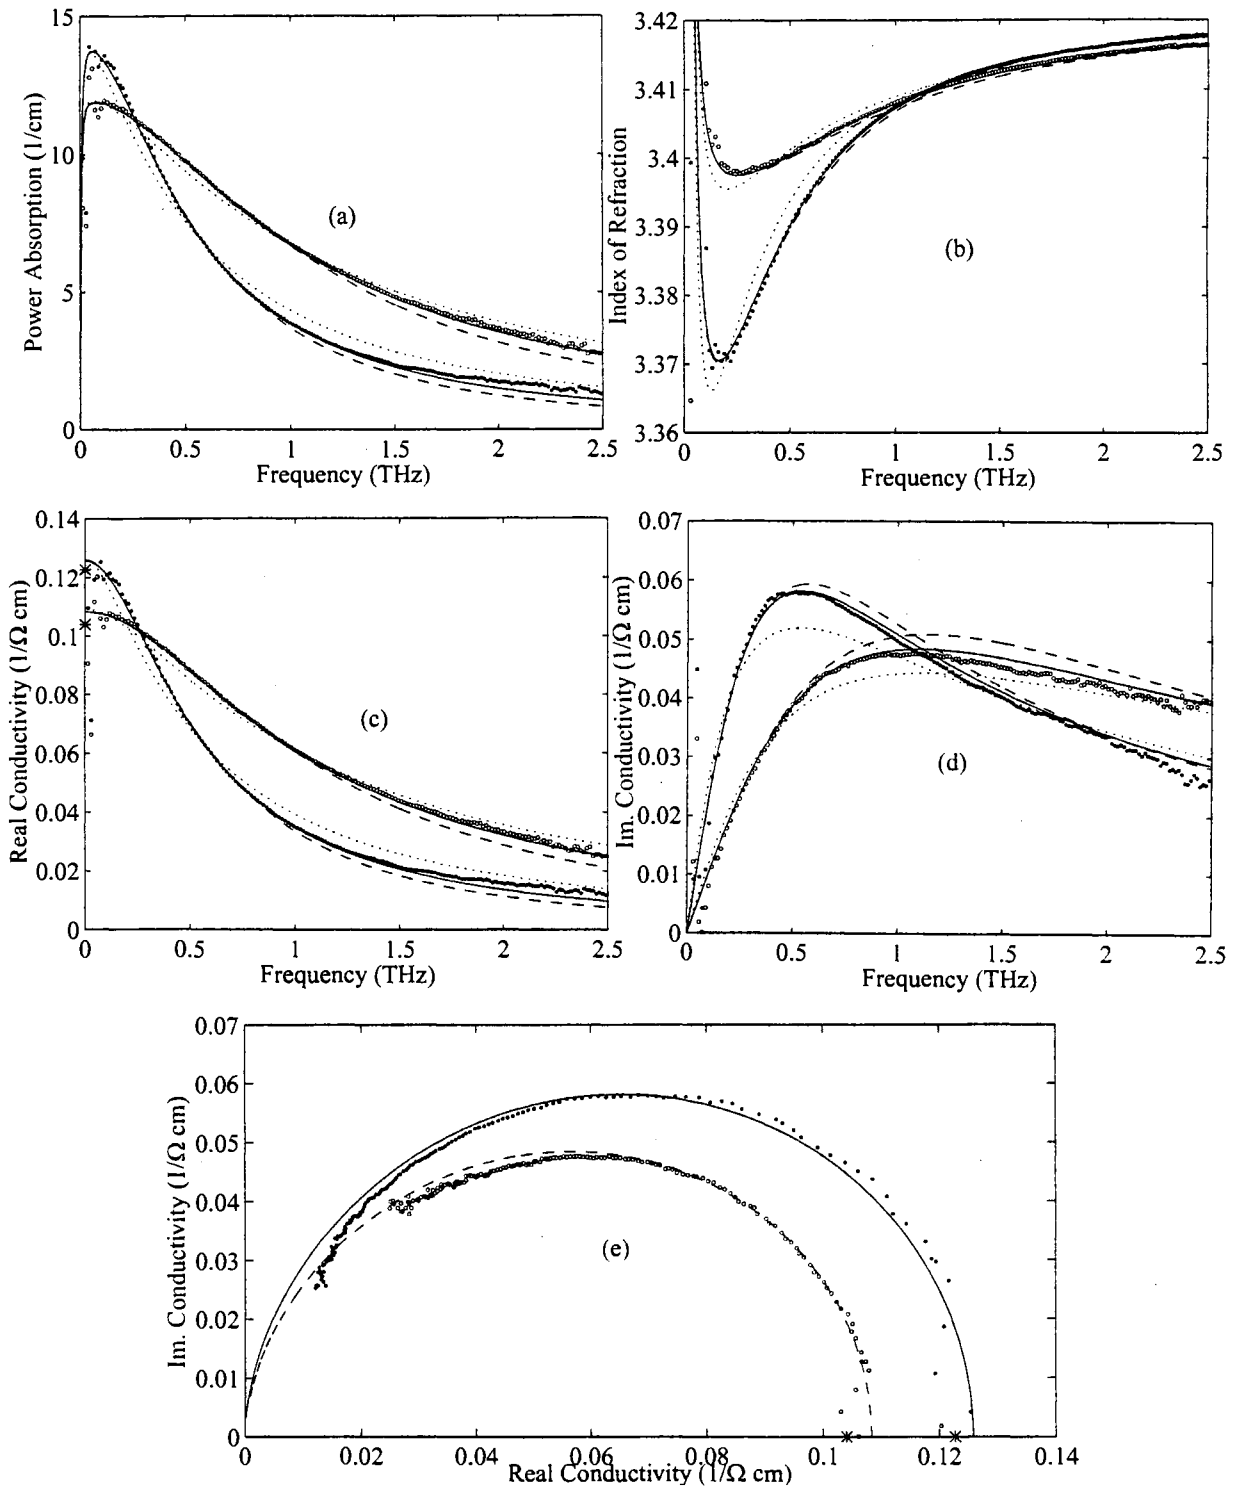 15
10
5
0
Power Absorption (1/cm)
(a)
0 0.5 1 1.5 2 2.5
Frequency (THz)
3.42
3.41
3.4
3.39
3.38
3.37
3.36
Index of Refraction
(b)
0 0.5 1 1.5 2 2.5
Frequency (THz)
0.14
0.12
0.1
0.08
0.06
0.04
0.02
0
Real Conductivity (1/Ω cm)
(c)
0 0.5 1 1.5 2 2.5
Frequency (THz)
0.07
0.06
0.05
0.04
0.03
0.02
0.01
0
Im. Conductivity (1/Ω cm)
(d)
0 0.5 1 1.5 2 2.5
Frequency (THz)
0.07
0.06
0.05
0.04
0.03
0.02
0.01
0
Im. Conductivity (1/Ω cm)
(e)
0 0.02 0.04 0.06 0.08 0.1 0.12 0.14
Real Conductivity (1/Ω cm)